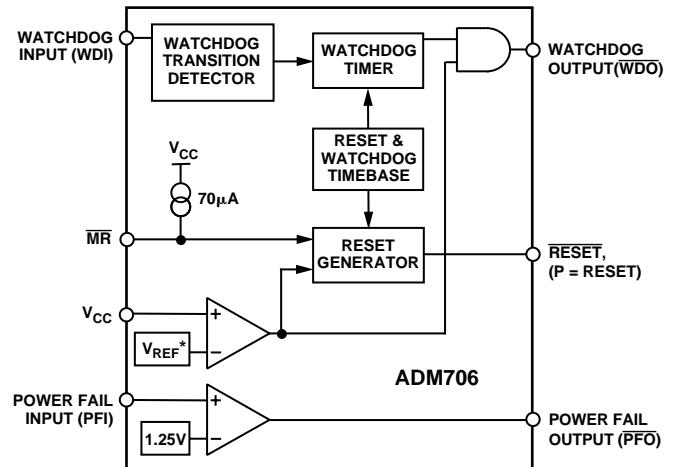 WATCHDOG
INPUT (WDI)
WATCHDOG
TRANSITION
DETECTOR
WATCHDOG
TIMER
WATCHDOG
OUTPUT(WDO)
RESET &
WATCHDOG
TIMEBASE
VCC
70µA
MR
RESET
GENERATOR
RESET,
(P = RESET)
VCC
+
VREF*
−
ADM706
POWER FAIL
INPUT (PFI)
+
1.25V
−
POWER FAIL
OUTPUT (PFO)